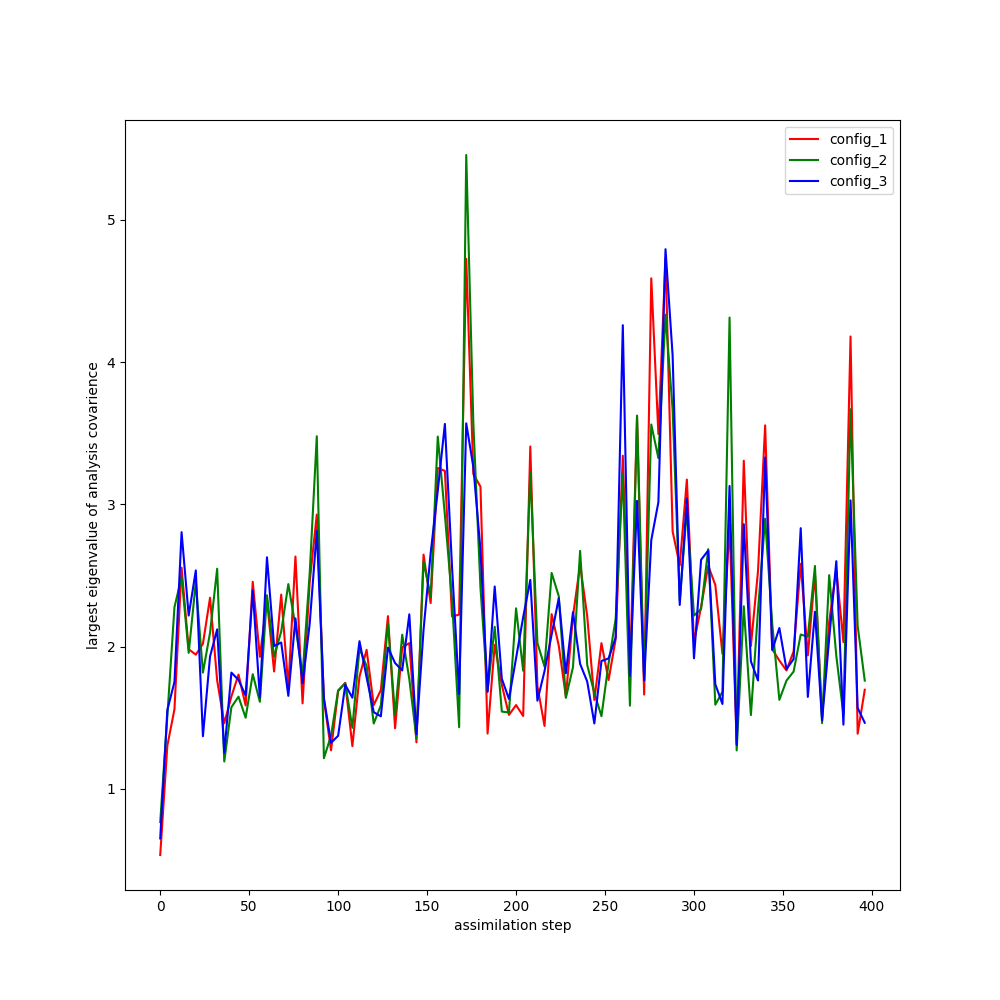 config_1
config_2
config_3
5
4
3
2
1
largest eigenvalue of analysis covarience
0 50 100 150 200 250 300 350 400
assimilation step